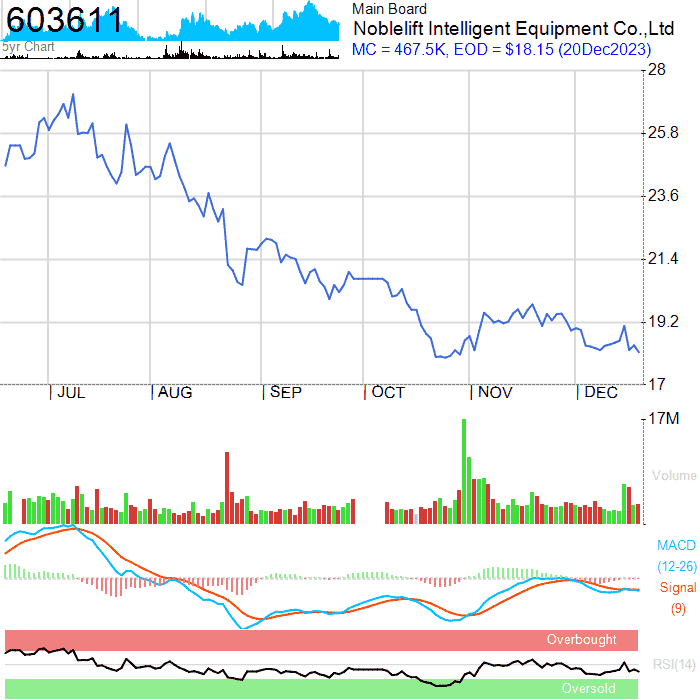 603611
5yr Chart
Main Board
Noblelift Intelligent Equipment Co.,Ltd
MC = 467.5K, EOD = $18.15 (20Dec2023)
28
25.8
23.6
21.4
19.2
17
JUL AUG SEP OCT NOV DEC
17M
Volume
MACD
(12-26)
Signal
(9)
Overbought
RSI(14)
Oversold